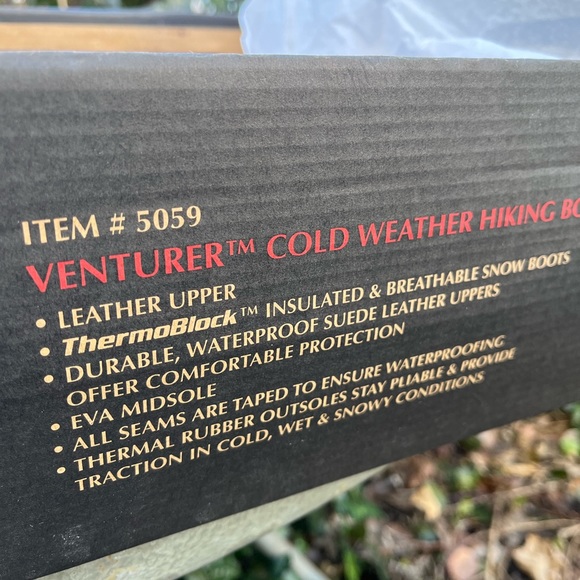 ITEM # 5059
VENTURER™ COLD WEATHER HIKING BO
• LEATHER UPPER
• ThermoBlock™ INSULATED & BREATHABLE SNOW BOOTS
• DURABLE, WATERPROOF SUEDE LEATHER UPPERS
OFFER COMFORTABLE PROTECTION
• EVA MIDSOLE
• ALL SEAMS ARE TAPED TO ENSURE WATERPROOFING
• THERMAL RUBBER OUTSOLES STAY PLIABLE & PROVIDE
TRACTION IN COLD, WET & SNOWY CONDITIONS